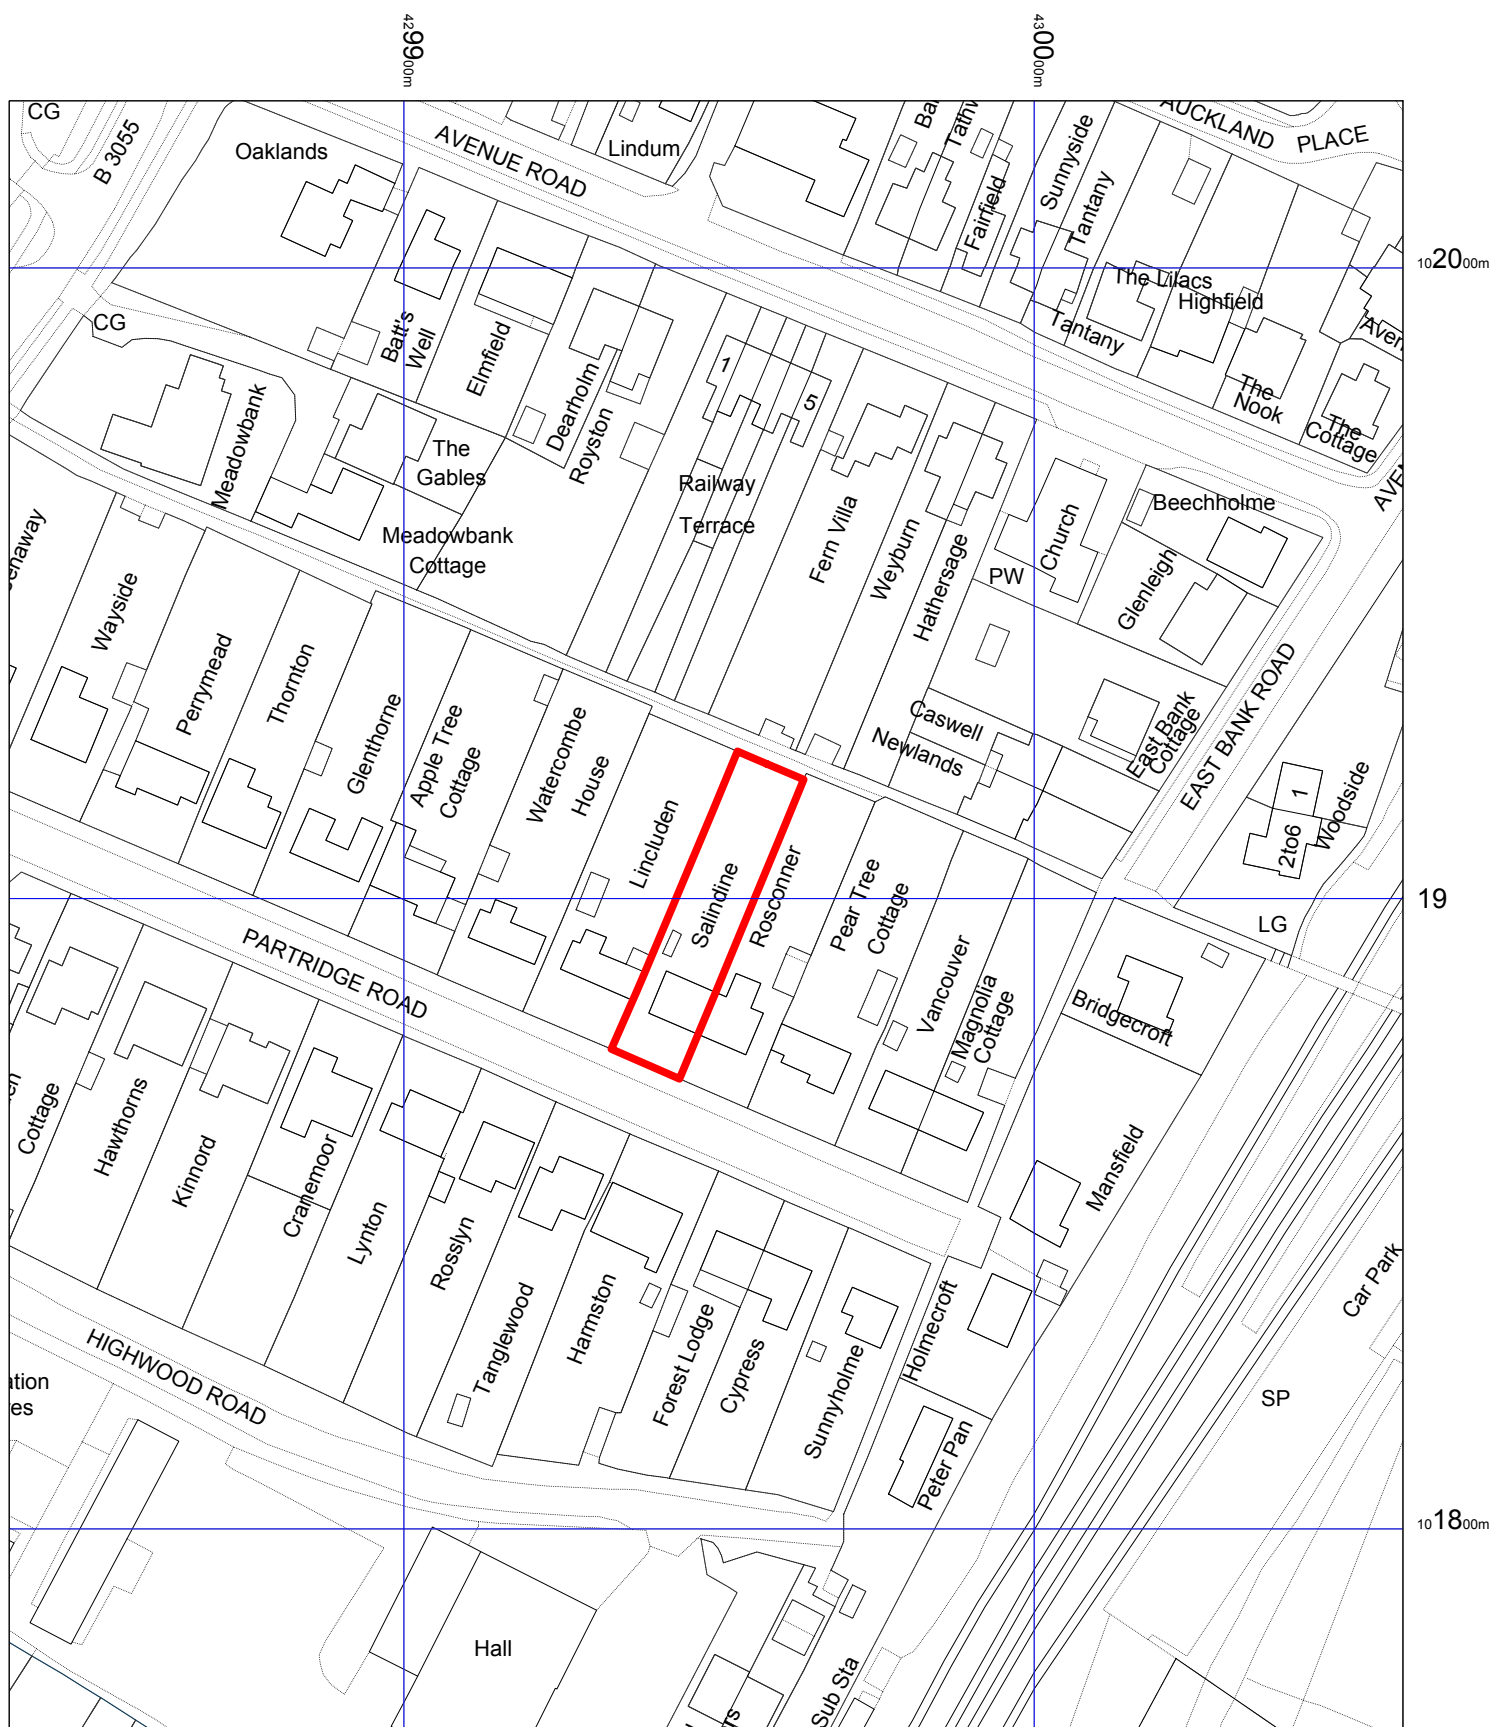 429900m
430000m
CG
B 3055
Oaklands
AVENUE ROAD
Lindum
Fairfield
Sunnyside
Tantany
AUCKLAND PLACE
102000m
The Lilacs
Highfield
Tantany
CG
Batt's
Well
Elmfield
Dearholm
Royston
1
5
The
Nook
The
Cottage
Meadowbank
The
Gables
Railway
Terrace
Meadowbank
Cottage
Fern Villa
Weyburn
Hathersage
PW
Church
Beechholme
Glenleigh
Wayside
Perrymead
Thornton
Glenthorne
Apple Tree
Cottage
Watercombe
House
Lincluden
Salindine
Rosconner
Pear Tree
Cottage
Caswell
Newlands
East Bank
Cottage
EAST BANK ROAD
1
2to6
Woodside
19
LG
PARTRIDGE ROAD
Vancouver
Magnolia
Cottage
Bridgecroft
Cottage
Hawthorns
Kinnord
Cranemoor
Lynton
Rosslyn
Tanglewood
Harmston
Forest Lodge
Cypress
Sunnyholme
Holmecroft
Peter Pan
Mansfield
Car Park
SP
HIGHWOOD ROAD
101800m
Hall
Sub Sta